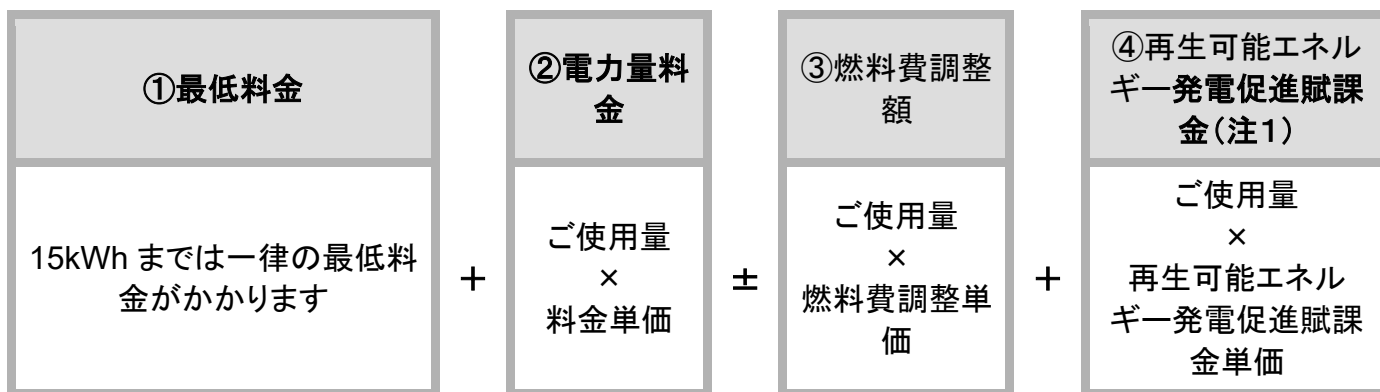 ①最低料金
15kWh までは一律の最低料
金がかかります
＋
②電力量料
金
ご使用量
×
料金単価
±
③燃料費調整
額
ご使用量
×
燃料費調整単
価
＋
④再生可能エネル
ギー発電促進賦課
金(注1)
ご使用量
×
再生可能エネル
ギー発電促進賦課
金単価